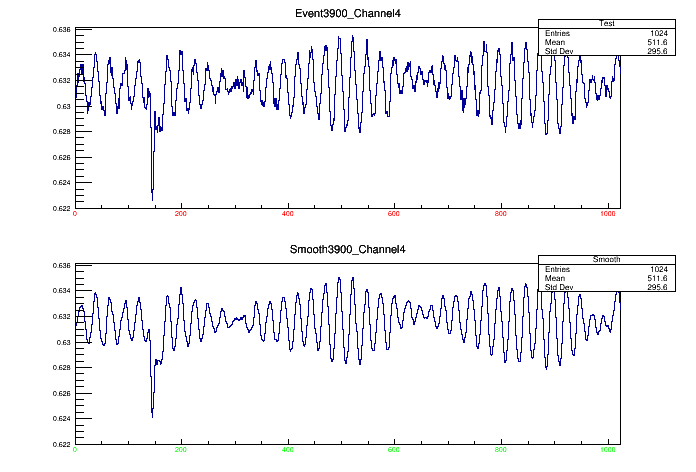 Event3900_Channel4
Test
Entries 1024
Mean 511.6
Std Dev 295.6
0.636
0.634
0.632
0.63
0.628
0.626
0.624
0.622
0 200 400 600 800 1000
Smooth3900_Channel4
Smooth
Entries 1024
Mean 511.6
Std Dev 295.6
0.636
0.634
0.632
0.63
0.628
0.626
0.624
0.622
0 200 400 600 800 1000